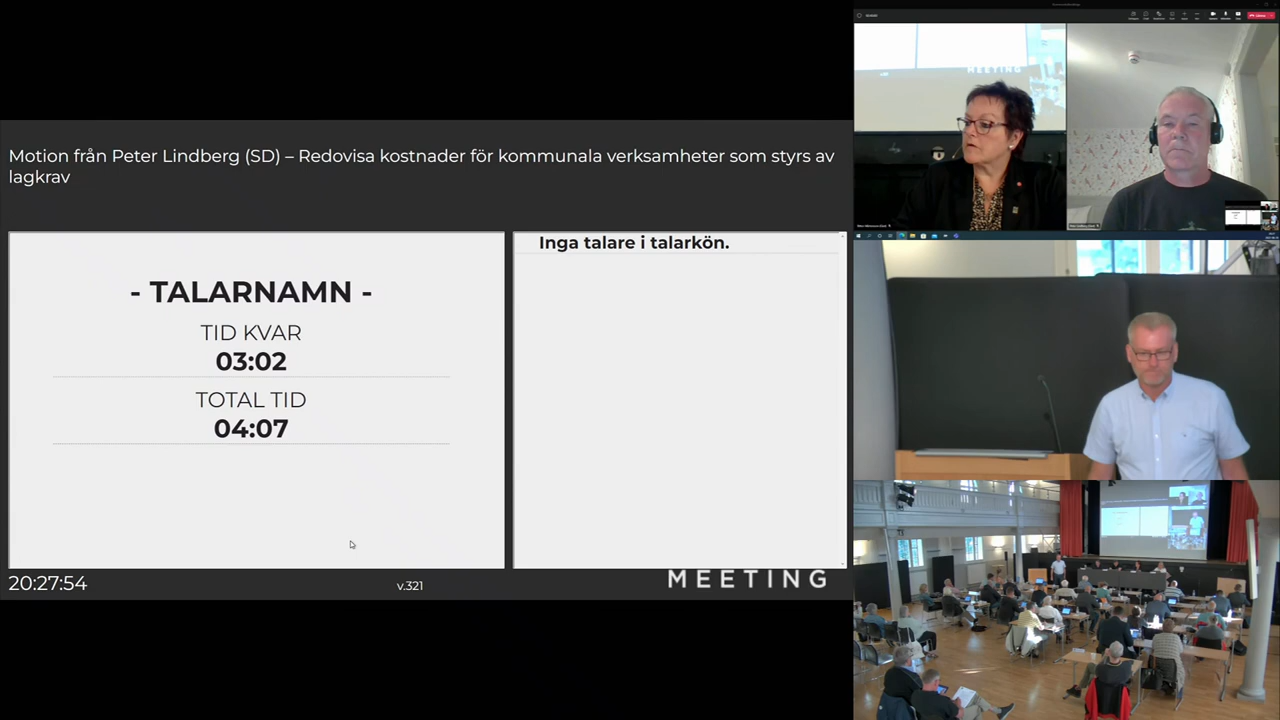 Motion från Peter Lindberg (SD) – Redovisa kostnader för kommunala verksamheter som styrs av
lagkrav
- TALARNAMN -
TID KVAR
03:02
TOTAL TID
04:07
Inga talare i talarkön.
20:27:54
v.321
MEETING
MEETING